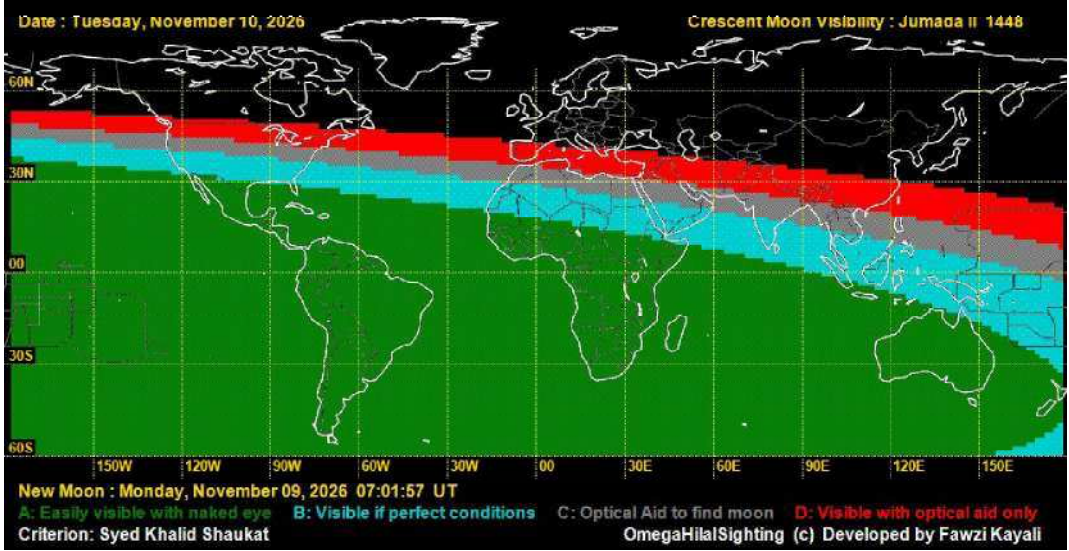 Date : Tuesday, November 10, 2026
Crescent Moon Visibility : Jumada II 1448
60N
30N
00
30S
60S
150W 120W 90W 60W 30W 00 30E 60E 90E 120E 150E
New Moon : Monday, November 09, 2026 07:01:57 UT
A: Easily visible with naked eye B: Visible if perfect conditions C: Optical Aid to find moon D: Visible with optical aid only
Criterion: Syed Khalid Shaukat OmegaHilalSighting (c) Developed by Fawzi Kayali